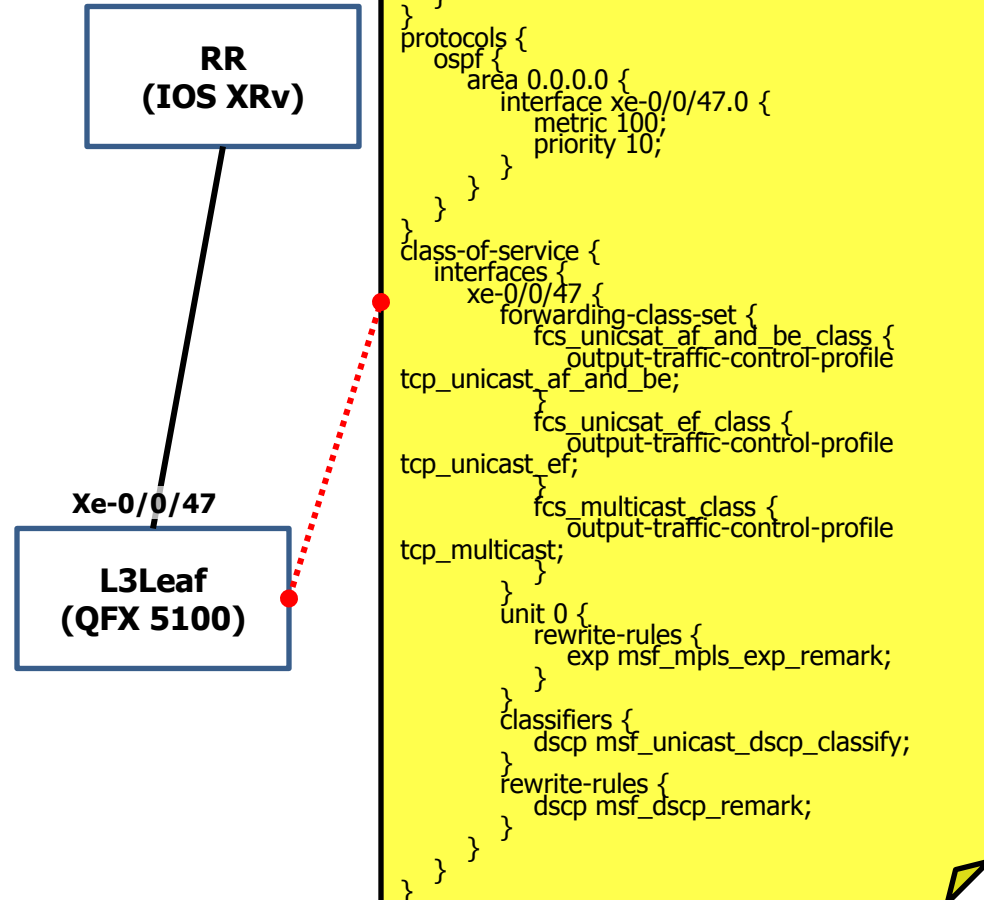 RR
(IOS XRv)
Xe-0/0/47
L3Leaf
(QFX 5100)
}
}
protocols {
ospf {
area 0.0.0.0 {
interface xe-0/0/47.0 {
metric 100;
priority 10;
}
}
}
}
class-of-service {
interfaces {
xe-0/0/47 {
forwarding-class-set {
fcs_unicsat_af_and_be_class {
output-traffic-control-profile
tcp_unicast_af_and_be;
}
fcs_unicsat_ef_class {
output-traffic-control-profile
tcp_unicast_ef;
}
fcs_multicast_class {
output-traffic-control-profile
tcp_multicast;
}
}
unit 0 {
rewrite-rules {
exp msf_mpls_exp_remark;
}
}
classifiers {
dscp msf_unicast_dscp_classify;
}
rewrite-rules {
dscp msf_dscp_remark;
}
}
}
}